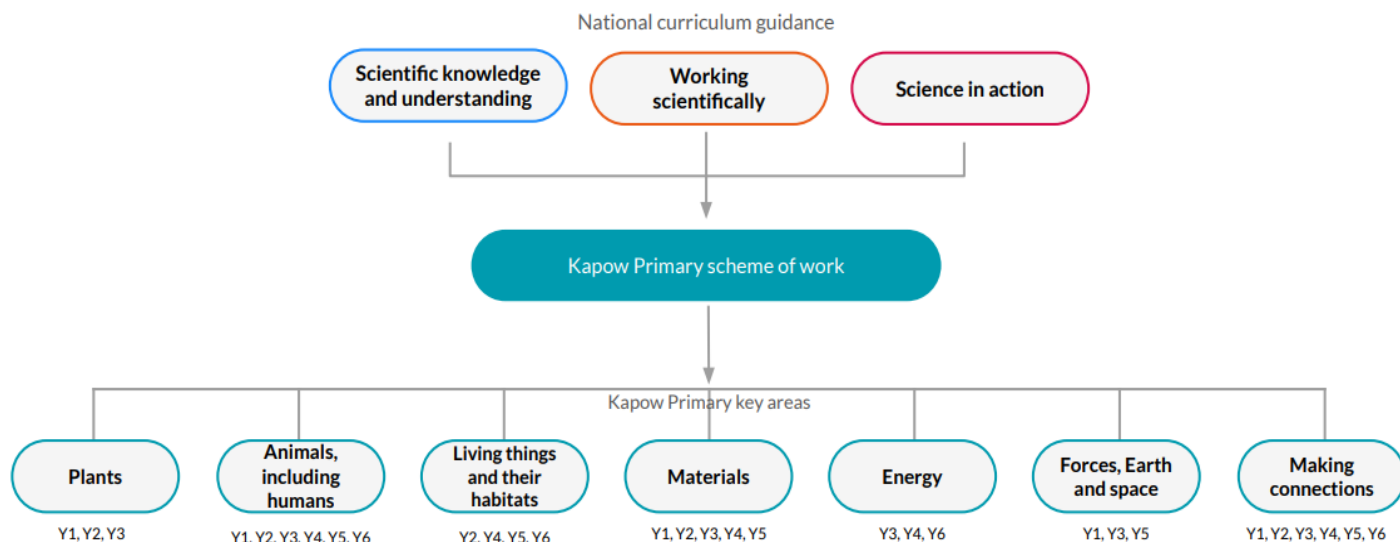 National curriculum guidance
Scientific knowledge
and understanding
Working
scientifically
Science in action
Kapow Primary scheme of work
Kapow Primary key areas
Plants
Animals,
including
humans
Living things
and their
habitats
Materials
Energy
Forces, Earth
and space
Making
connections
Y1, Y2, Y3
Y1, Y2, Y3, Y4, Y5, Y6
Y2, Y4, Y5, Y6
Y1, Y2, Y3, Y4, Y5
Y3, Y4, Y6
Y1, Y3, Y5
Y1, Y2, Y3, Y4, Y5, Y6